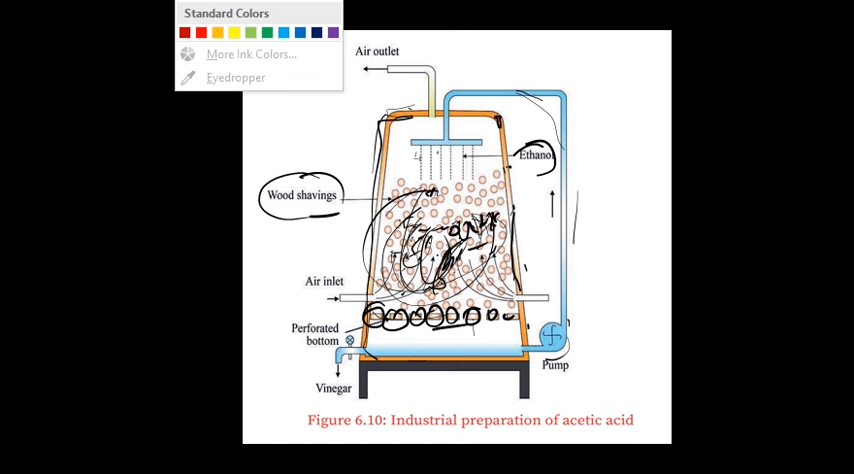 Standard Colors
More Ink Colors...
Eyedropper
Air outlet
Ethanol
Wood shavings
Air inlet
Perforated
bottom
Pump
Vinegar
Figure 6.10: Industrial preparation of acetic acid